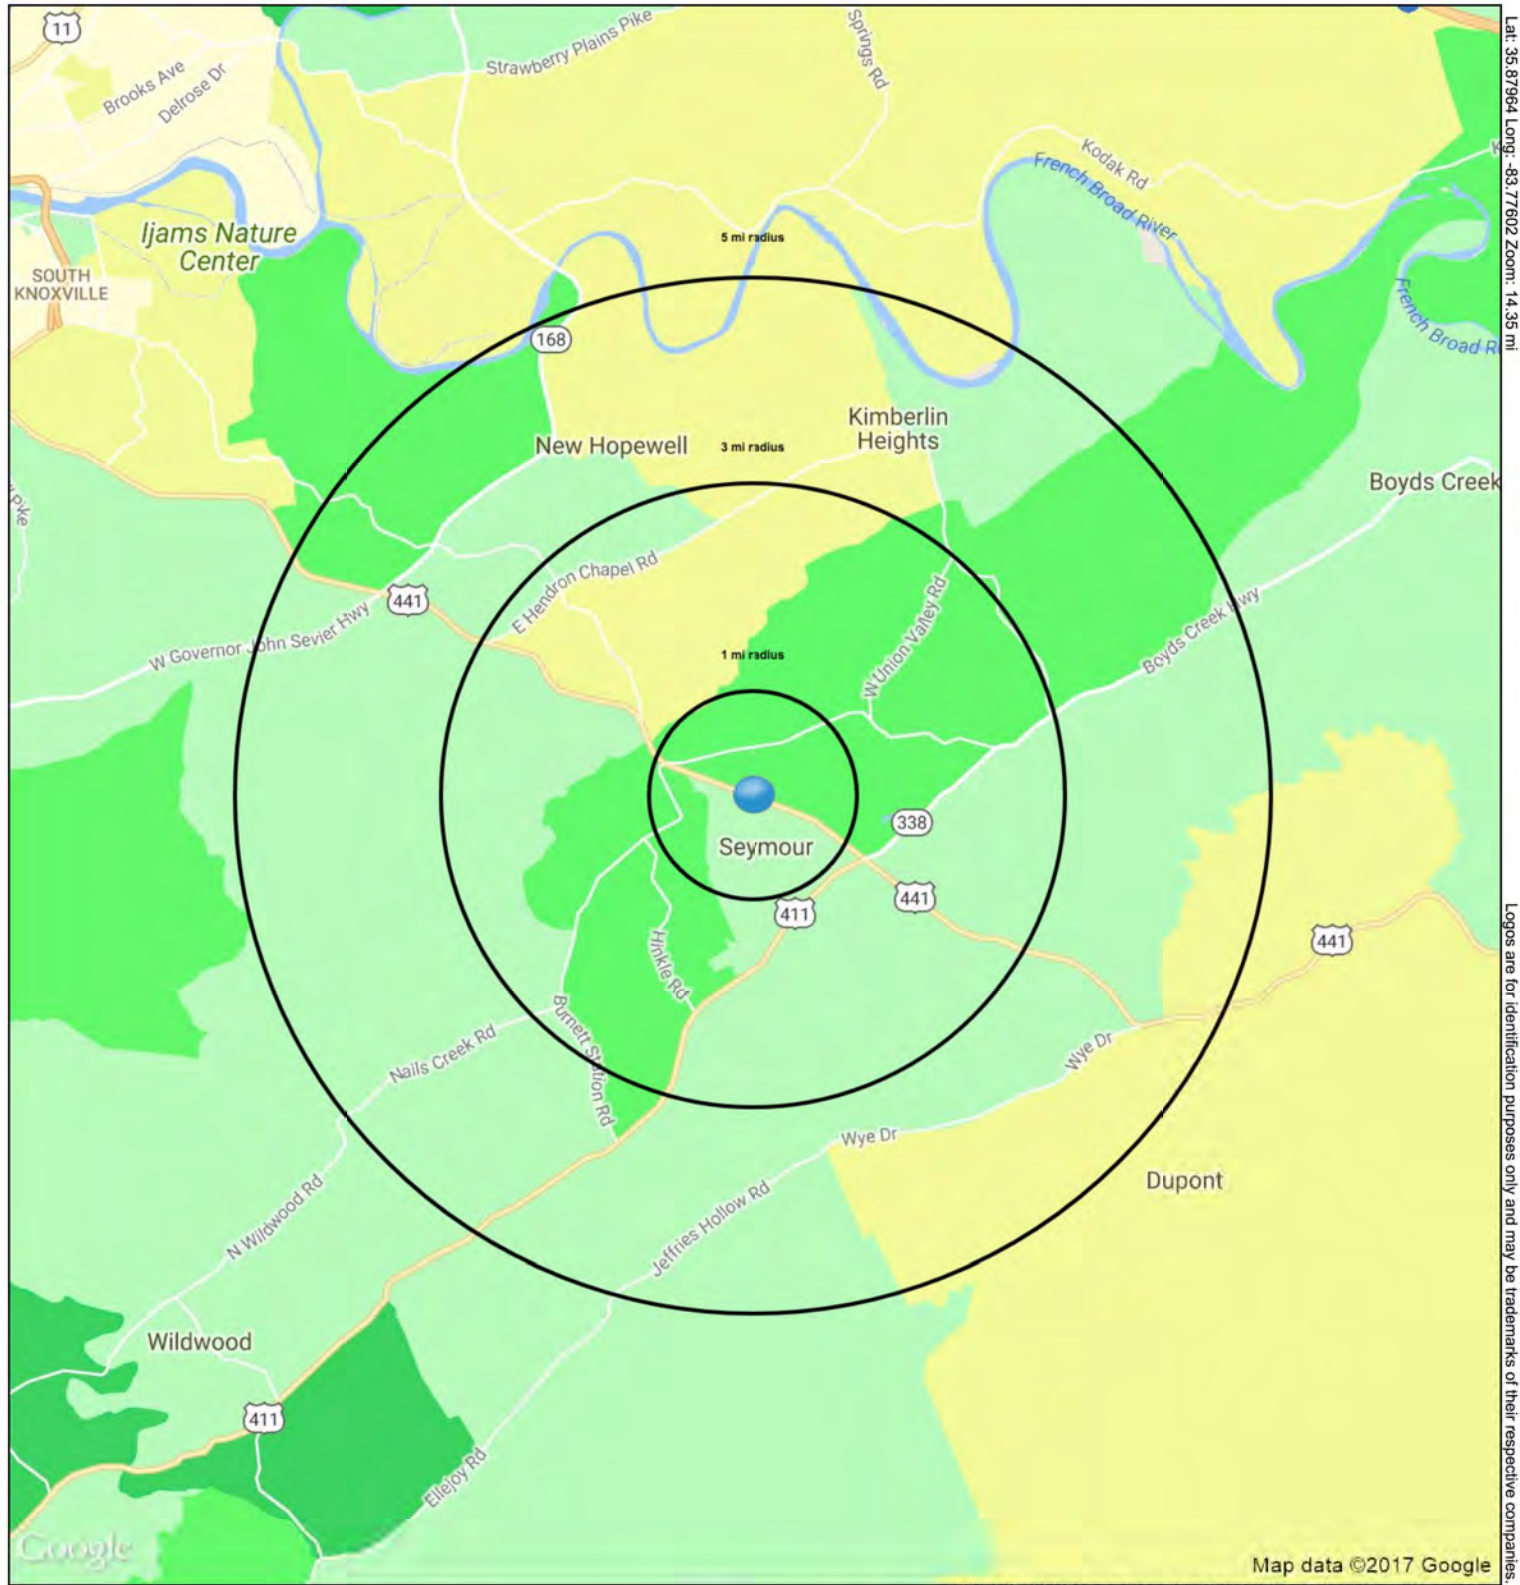 11
Brooks Ave
Delrose Dr
Strawberry Plains Pike
Springs Rd
Kodak Rd
French Broad River
Ijams Nature
Center
SOUTH
KNOXVILLE
5 mi radius
168
French Broad R
Kimberlin
Heights
New Hopewell
3 mi radius
Boyds Creek
Pike
E Hendron Chapel Rd
441
W Governor John Sevier Hwy
W Union Valley Rd
Boyds Creek Hwy
1 mi radius
338
Seymour
441
411
441
Hinkle Rd
Burnett Station Rd
Nails Creek Rd
Wye Dr
Wye Dr
Dupont
N Wildwood Rd
Jeffries Hollow Rd
Wildwood
411
Ellejoy Rd
Google
Map data ©2017 Google
Lat: 35.87964 Long: -83.77602 Zoom: 14.35 mi
Logos are for identification purposes only and may be trademarks of their respective companies.